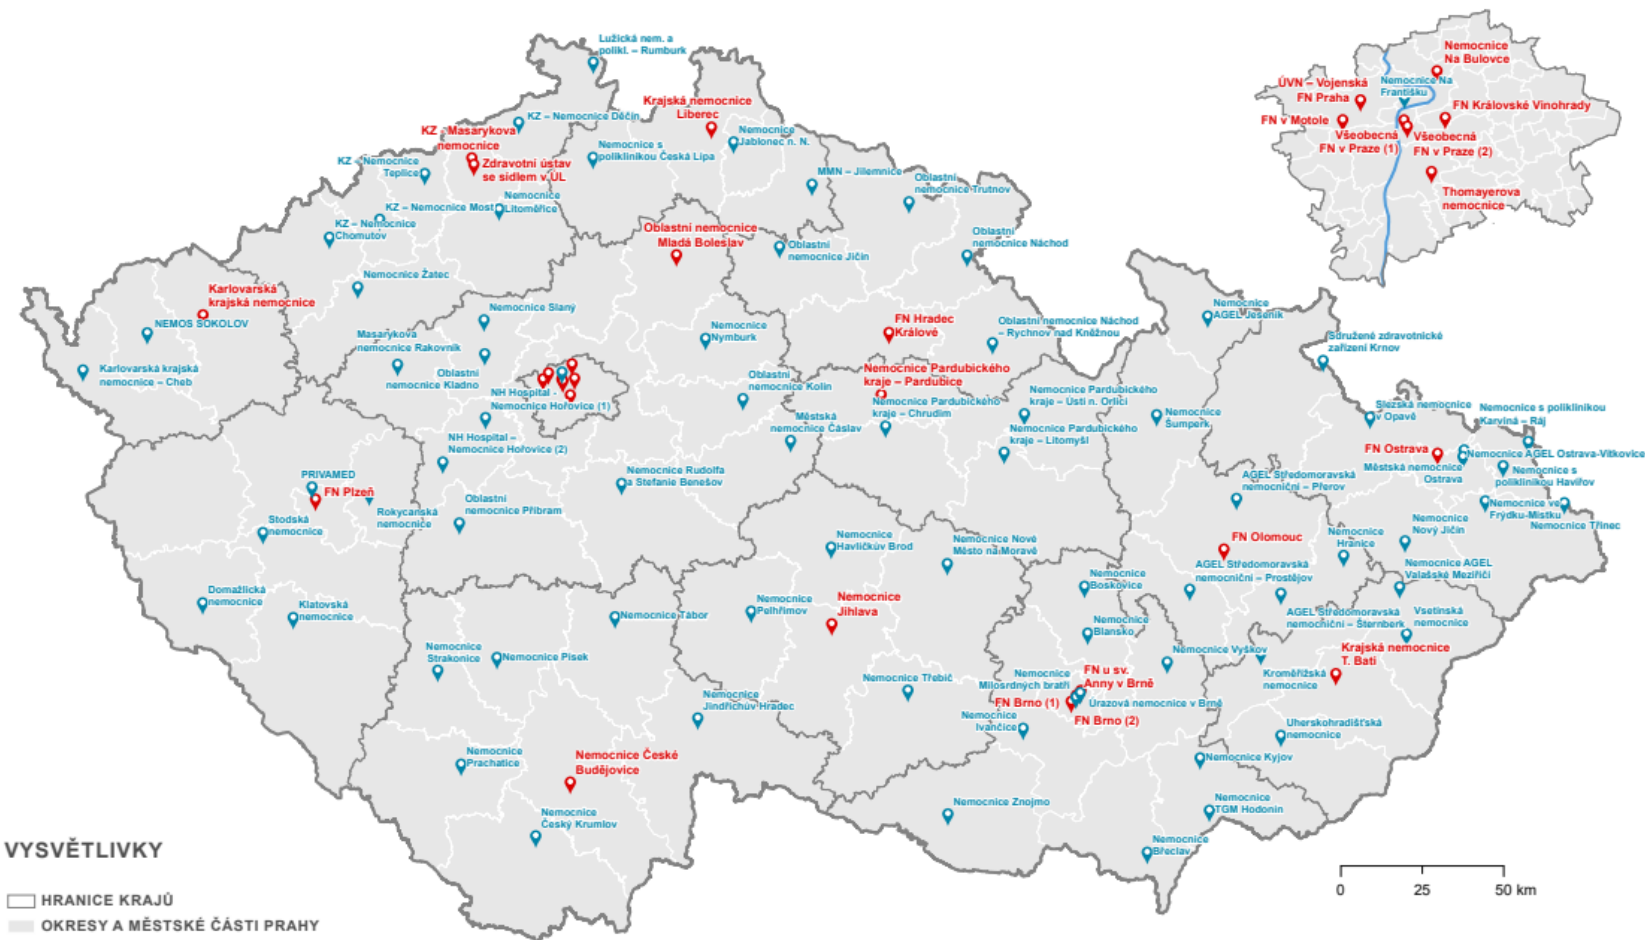 Lužická nem. a
polikl. – Rumburk
Nemocnice
Na Bulovce
ÚVN – Vojenská
FN Praha
Nemocnice Na
Františku
FN Královské Vinohrady
FN v Motole
Všeobecná
FN v Praze (1)
Všeobecná
FN v Praze (2)
Thomayerova
nemocnice
Krajská nemocnice
Liberec
KZ – Nemocnice Děčín
KZ - Masarykova
nemocnice
Zdravotní ústav
se sídlem v ÚL
Nemocnice s
poliklinikou Česká Lípa
Nemocnice
Jablonec n. N.
KZ – Nemocnice
Teplice
MMN – Jilemnice
Oblastní
nemocnice Trutnov
KZ – Nemocnice Most
Nemocnice
Litoměřice
KZ – Nemocnice
Chomutov
Oblastní nemocnice
Mladá Boleslav
Oblastní
nemocnice Jičín
Oblastní
nemocnice Náchod
Nemocnice Žatec
Karlovarská
krajská nemocnice
NEMOS SOKOLOV
Nemocnice Slaný
Masarykova
nemocnice Rakovník
Nemocnice
Nymburk
FN Hradec
Králové
Oblastní nemocnice Náchod
– Rychnov nad Kněžnou
Nemocnice
AGEL Jeseník
Sdružené zdravotnické
zařízení Krnov
Karlovarská krajská
nemocnice – Cheb
Oblastní
nemocnice Kladno
Oblastní
nemocnice Kolín
Nemocnice Pardubického
kraje – Pardubice
NH Hospital -
Nemocnice Hořovice (1)
Nemocnice Pardubického
kraje – Chrudim
Nemocnice Pardubického
kraje – Ústí n. Orlicí
Městská
nemocnice Čáslav
Nemocnice
Šumperk
Slezská nemocnice
v Opavě
Nemocnice s poliklinikou
Karviná – Ráj
NH Hospital –
Nemocnice Hořovice (2)
Nemocnice Pardubického
kraje – Litomyšl
FN Ostrava
Nemocnice AGEL Ostrava-Vítkovice
Městská nemocnice
Ostrava
Nemocnice s
poliklinikou Havířov
PRIVAMED
FN Plzeň
Rokycanská
nemocnice
Nemocnice Rudolfa
a Stefanie Benešov
AGEL Středomoravská
nemocniční – Přerov
Nemocnice ve
Frýdku-Místku
Nemocnice Třinec
Stodská
nemocnice
Oblastní
nemocnice Příbram
Nemocnice
Havlíčkův Brod
Nemocnice Nové
Město na Moravě
FN Olomouc
Nemocnice
Hranice
Nemocnice
Nový Jičín
Nemocnice AGEL
Valašské Meziříčí
AGEL Středomoravská
nemocniční – Prostějov
Nemocnice
Boskovice
Domažlická
nemocnice
Klatovská
nemocnice
Nemocnice Tábor
Nemocnice
Pelhřimov
Nemocnice
Jihlava
Nemocnice
Blansko
AGEL Středomoravská
nemocniční – Šternberk
Vsetínská
nemocnice
Nemocnice
Strakonice
Nemocnice Písek
Nemocnice Vyškov
Krajská nemocnice
T. Bati
Kroměřížská
nemocnice
Nemocnice Třebíč
Nemocnice
Milosrdných bratří
FN u sv.
Anny v Brně
FN Brno (1)
Úrazová nemocnice v Brně
FN Brno (2)
Nemocnice
Jindřichův Hradec
Nemocnice
Ivančice
Uherskohradišťská
nemocnice
Nemocnice
Prachatice
Nemocnice České
Budějovice
Nemocnice Kyjov
Nemocnice
Český Krumlov
Nemocnice Znojmo
Nemocnice
TGM Hodonín
Nemocnice
Břeclav
VYSVĚTLIVKY
HRANICE KRAJŮ
OKRESY A MĚSTSKÉ ČÁSTI PRAHY
0 25 50 km